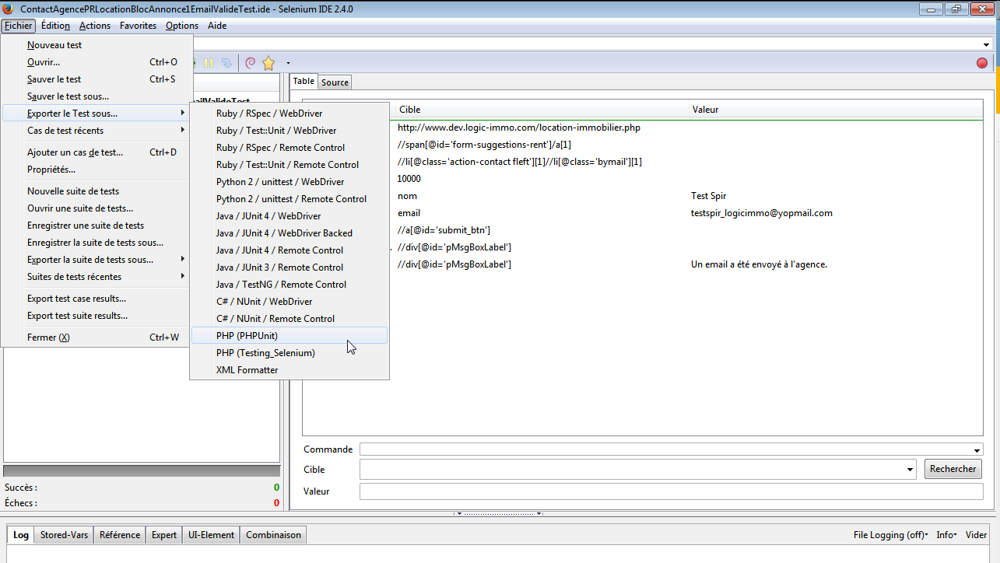 ContactAgencePRLocationBlocAnnonce1EmailValideTest.ide - Selenium IDE 2.4.0
Fichier Édition Actions Favorites Options Aide
Nouveau test
Ouvrir... Ctrl+O
Sauver le test Ctrl+S
Sauver le test sous...
Exporter le Test sous...
Cas de test récents
Ajouter un cas de test... Ctrl+D
Propriétés...
Nouvelle suite de tests
Ouvrir une suite de tests...
Enregistrer une suite de tests
Enregistrer la suite de tests sous...
Exporter la suite de tests sous...
Suites de tests récentes
Export test case results...
Export test suite results...
Fermer (X) Ctrl+W
ailValideTest
Ruby / RSpec / WebDriver
Ruby / Test::Unit / WebDriver
Ruby / RSpec / Remote Control
Ruby / Test::Unit / Remote Control
Python 2 / unittest / WebDriver
Python 2 / unittest / Remote Control
Java / JUnit 4 / WebDriver
Java / JUnit 4 / WebDriver Backed
Java / JUnit 4 / Remote Control
Java / JUnit 3 / Remote Control
Java / TestNG / Remote Control
C# / NUnit / WebDriver
C# / NUnit / Remote Control
PHP (PHPUnit)
PHP (Testing_Selenium)
XML Formatter
Table Source
Cible Valeur
http://www.dev.logic-immo.com/location-immobilier.php
//span[@id='form-suggestions-rent']/a[1]
//li[@class='action-contact fleft'][1]//li[@class='bymail'][1]
10000
nom Test Spir
email testspir_logicimmo@yopmail.com
//a[@id='submit_btn']
//div[@id='pMsgBoxLabel']
//div[@id='pMsgBoxLabel'] Un email a été envoyé à l'agence.
Commande
Cible Rechercher
Valeur
Succès : 0
Échecs : 0
Log Stored-Vars Référence Expert UI-Element Combinaison File Logging (off) Info Vider